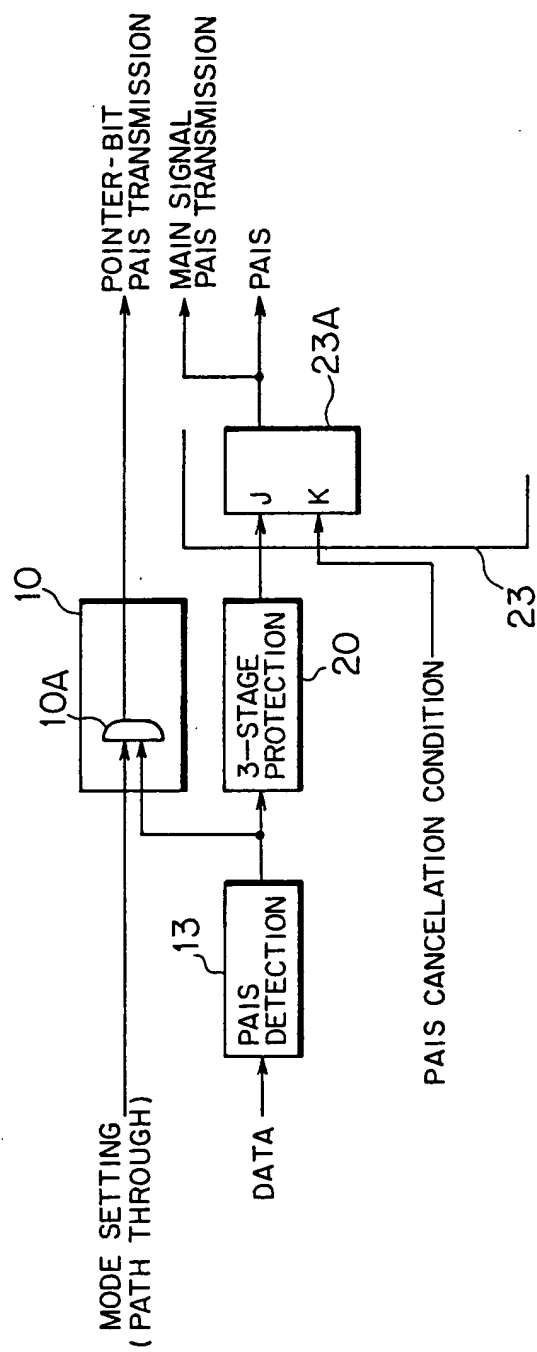 MODE SETTING
(PATH THROUGH)
10
10A
POINTER-BIT
PAIS TRANSMISSION
MAIN SIGNAL
PAIS TRANSMISSION
DATA
13
PAIS
DETECTION
3-STAGE
PROTECTION
20
J
K
23A
PAIS
PAIS CANCELATION CONDITION
23